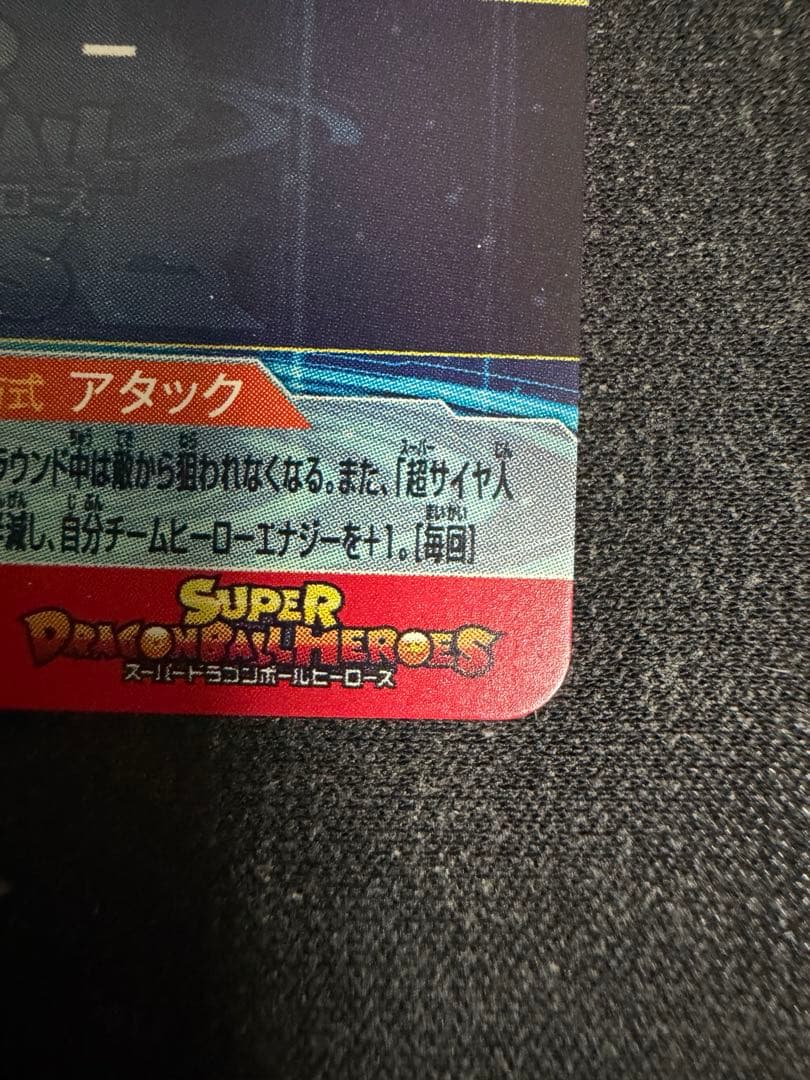 ローズ
式 アタック
ラウンド中は敵から狙われなくなる。また、「超サイヤ人
減し、自分チームヒーローエナジーを+1。[毎回]
SUPER
DRAGONBALL HEROES
スーパードラゴンボールヒーローズ